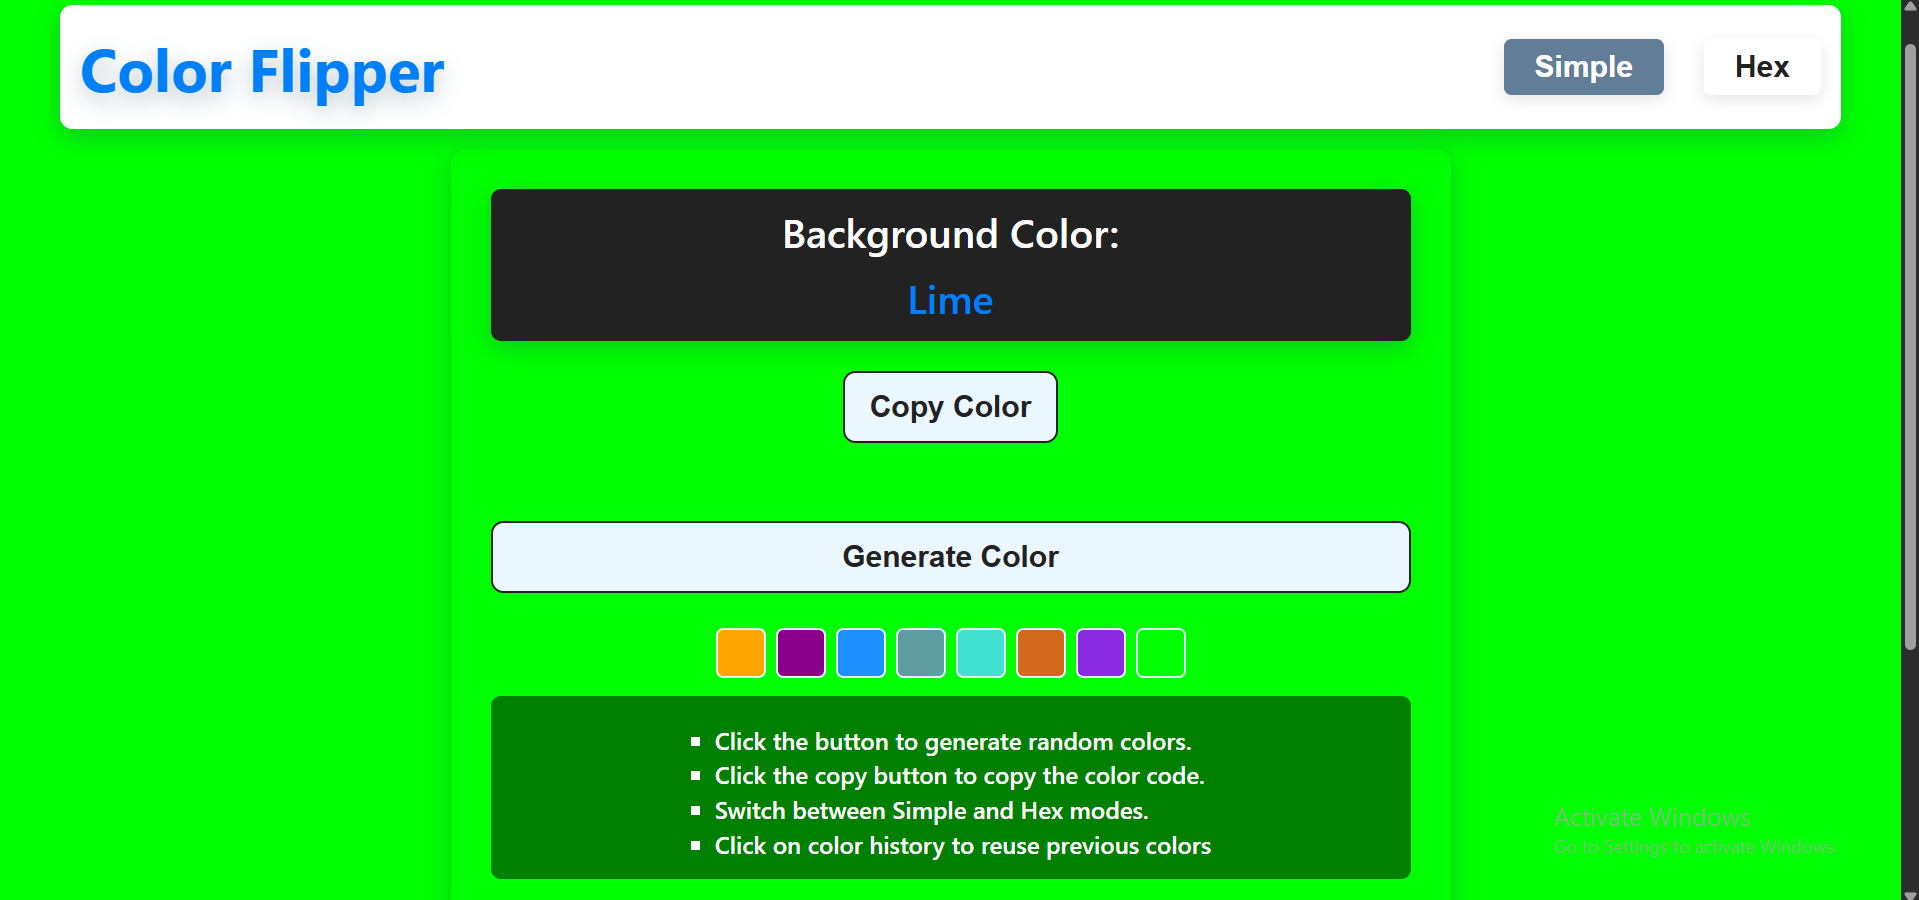 Color Flipper
Simple
Hex
Background Color:
Lime
Copy Color
Generate Color
Click the button to generate random colors.
Click the copy button to copy the color code.
Switch between Simple and Hex modes.
Click on color history to reuse previous colors
Activate Windows
Go to Settings to activate Windows.